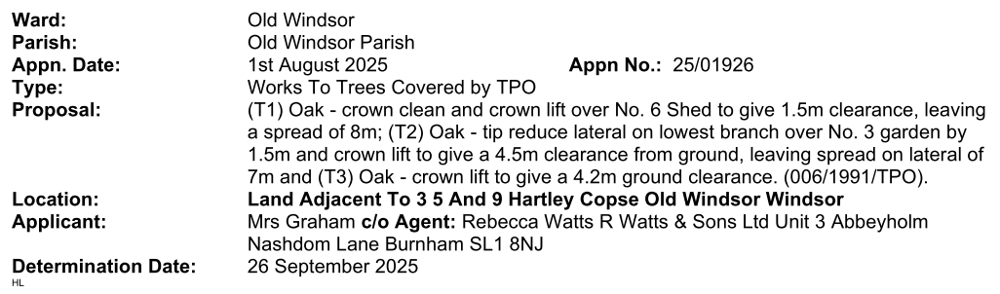 Ward: Old Windsor
Parish: Old Windsor Parish
Appn. Date: 1st August 2025 Appn No.: 25/01926
Type: Works To Trees Covered by TPO
Proposal: (T1) Oak - crown clean and crown lift over No. 6 Shed to give 1.5m clearance, leaving
a spread of 8m; (T2) Oak - tip reduce lateral on lowest branch over No. 3 garden by
1.5m and crown lift to give a 4.5m clearance from ground, leaving spread on lateral of
7m and (T3) Oak - crown lift to give a 4.2m ground clearance. (006/1991/TPO).
Location: Land Adjacent To 3 5 And 9 Hartley Copse Old Windsor Windsor
Applicant: Mrs Graham c/o Agent: Rebecca Watts R Watts & Sons Ltd Unit 3 Abbeyholm
Nashdom Lane Burnham SL1 8NJ
Determination Date: 26 September 2025
HL